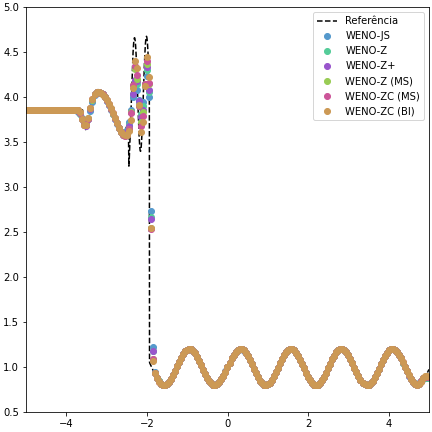 5.0
4.5
4.0
3.5
3.0
2.5
2.0
1.5
1.0
0.5
−4
−2
0
2
4
Referência
WENO-JS
WENO-Z
WENO-Z+
WENO-Z (MS)
WENO-ZC (MS)
WENO-ZC (BI)